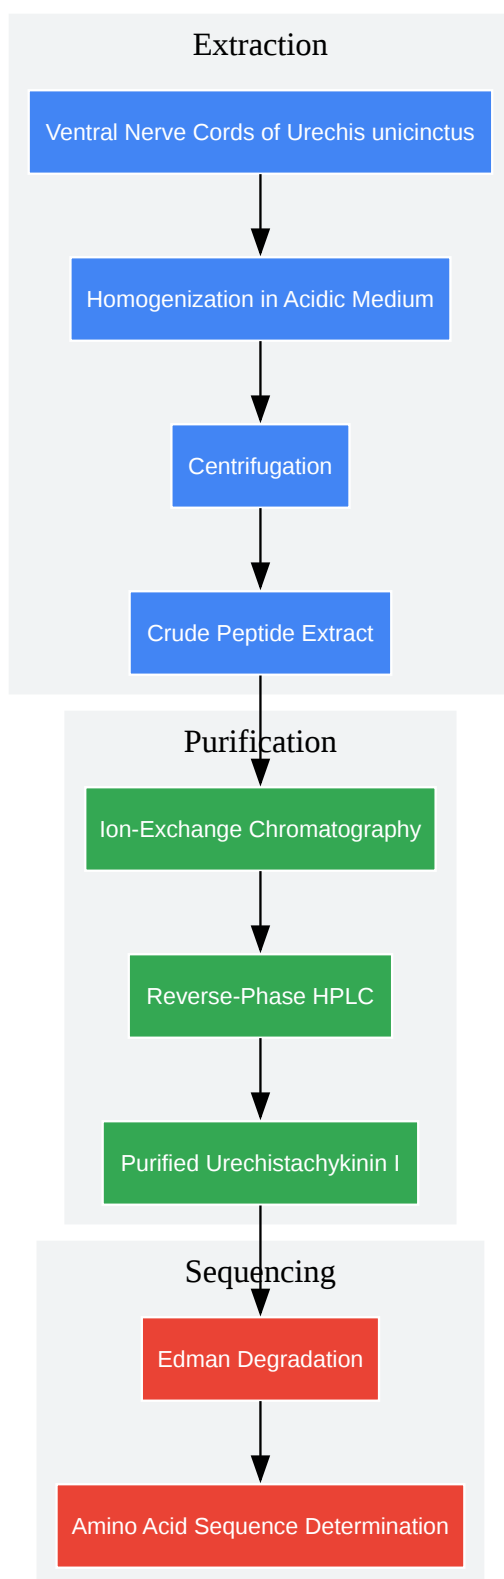 Extraction
Ventral Nerve Cords of Urechis unicinctus
Homogenization in Acidic Medium
Centrifugation
Crude Peptide Extract
Purification
Ion-Exchange Chromatography
Reverse-Phase HPLC
Purified Urechistachykinin I
Sequencing
Edman Degradation
Amino Acid Sequence Determination